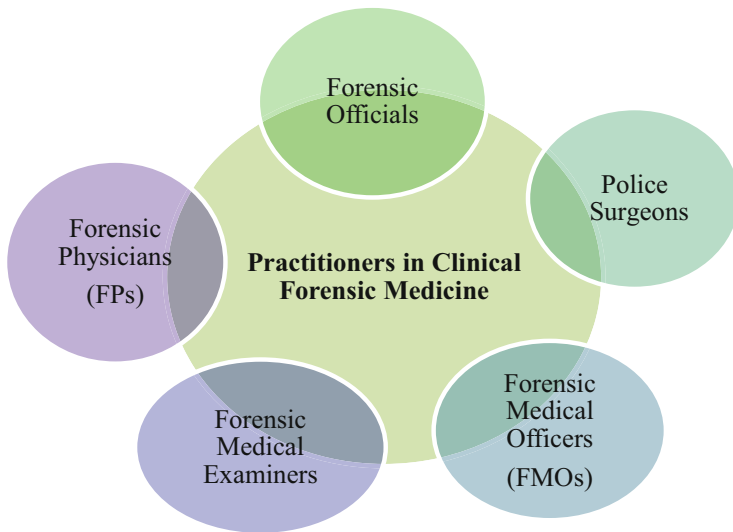 Forensic
Officials
Police
Surgeons
Forensic
Physicians
(FPs)
Practitioners in Clinical
Forensic Medicine
Forensic
Medical
Officers
(FMOs)
Forensic
Medical
Examiners